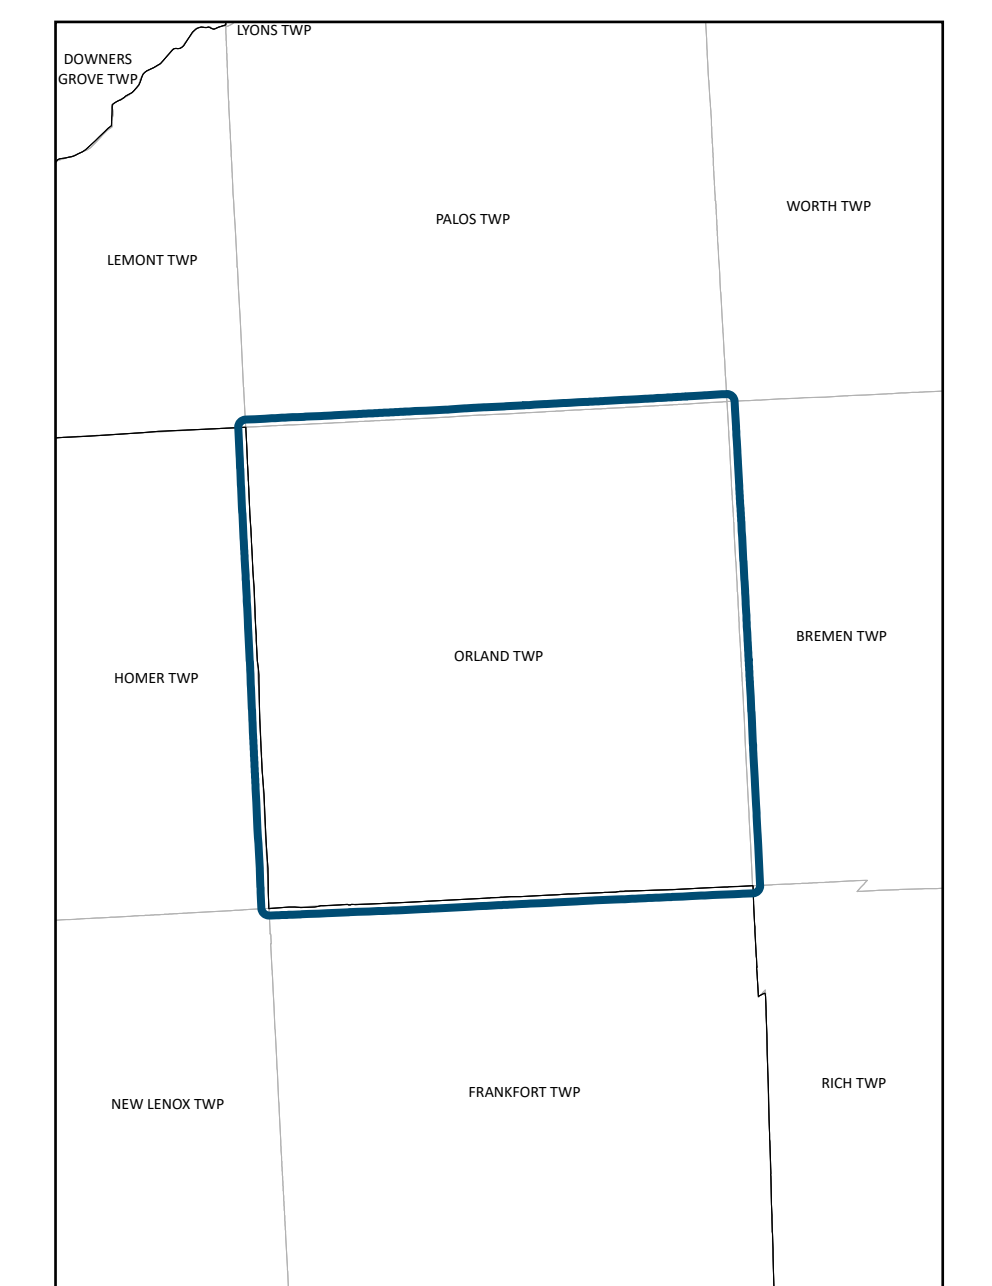 LYONS TWP
DOWNERS
GROVE TWP
WORTH TWP
PALOS TWP
LEMONT TWP
BREMEN TWP
ORLAND TWP
HOMER TWP
RICH TWP
FRANKFORT TWP
NEW LENOX TWP